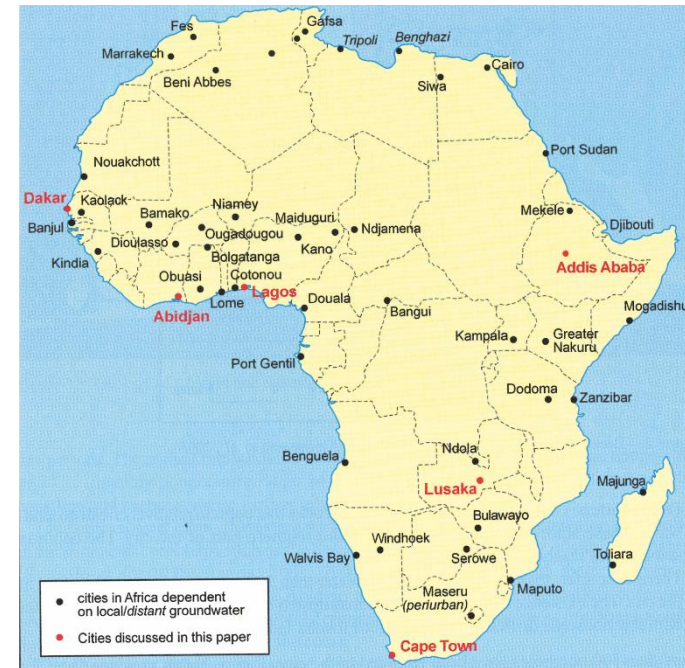 Gafsa
Fes
Tripoli
Benghazi
Marrakech
Cairo
Beni Abbes
Siwa
Port Sudan
Nouakchott
Dakar
Kaolack
Niamey
Mekele
Bamako
Maiduguri
Djibouti
Banjul
Ougadougou
Ndjamena
Dioulasso
Kano
Kindia
Bolgatanga
Addis Ababa
Obuasi
Cotonou
Lagos
Lome
Douala
Abidjan
Bangui
Mogadishu
Kampala
Greater
Nakuru
Port Gentil
Dodoma
Zanzibar
Ndola
Benguela
Lusaka
Majunga
Bulawayo
Windhoek
Walvis Bay
Serowe
Toliara
Maseru
(periurban)
Maputo
cities in Africa dependent
on local/distant groundwater
Cities discussed in this paper
Cape Town